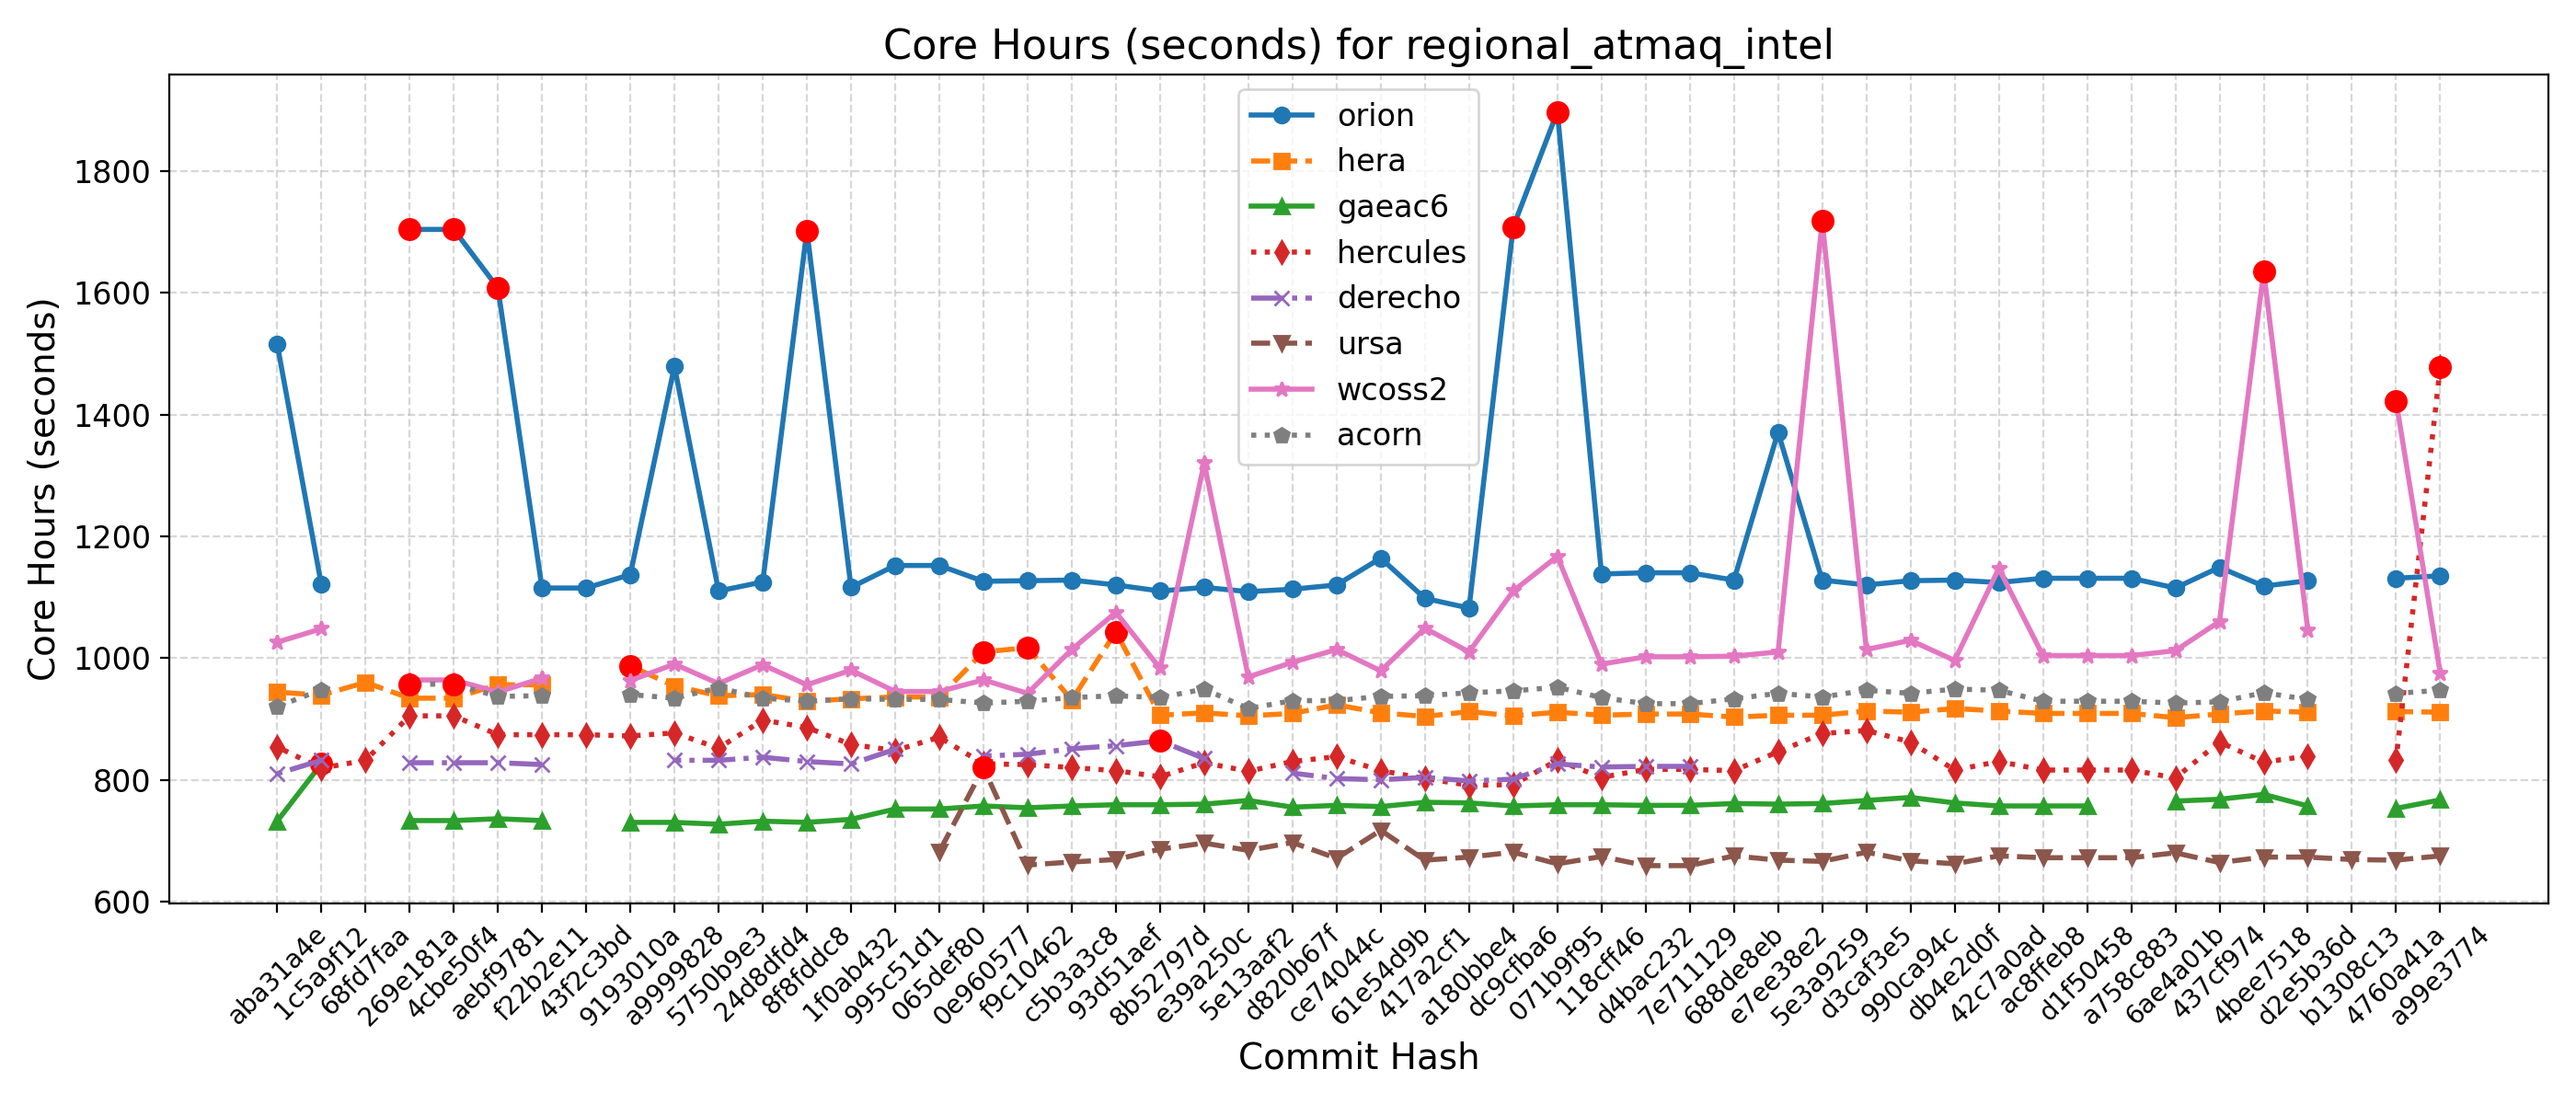 Core Hours (seconds) for regional_atmaq_intel
Core Hours (seconds)
1800
1600
1400
1200
1000
800
600
orion
hera
gaeac6
hercules
derecho
ursa
wcoss2
acorn
aba31a4e
1c5a9f12
68fd7faa
269e181a
4cbe50f4
aebf9781
f22b2e11
43f2c3bd
9193010a
a9999828
5750b9e3
24d8dfd4
8f8fddc8
1f0ab432
995c51d1
065def80
0e960577
f9c10462
c5b3a3c8
93d51aef
8b52797d
e39a250c
5e13aaf2
d820b67f
ce74044c
61e54d9b
417a2cf1
a180bbe4
dc9cfba6
071b9f95
118cff46
d4bac232
7e711129
688de8eb
e7ee38e2
5e3a9259
d3caf3e5
990ca94c
db4e2d0f
42c7a0ad
ac8ffeb8
d1f50458
a758c883
6ae4a01b
437cf974
4bee7518
d2e5b36d
b1308c13
4760a41a
a99e3774
Commit Hash